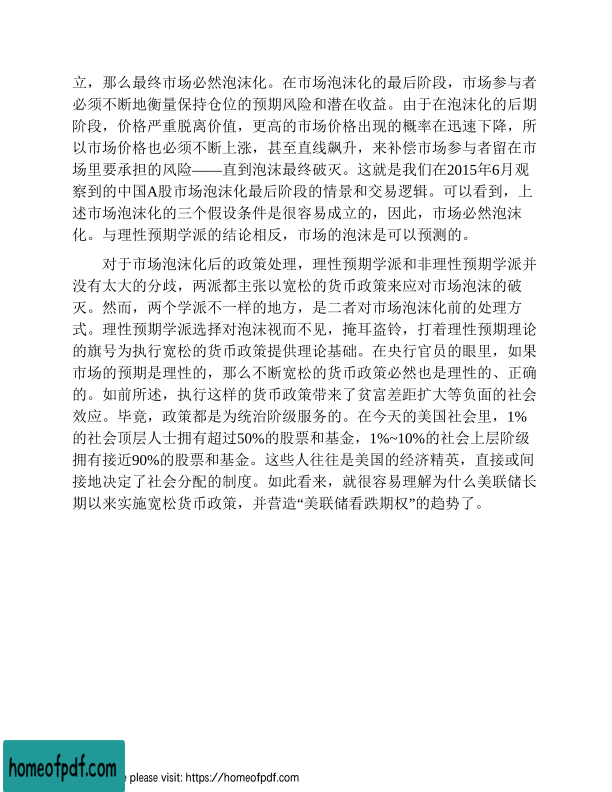 立，那么最终市场必然泡沫化。在市场泡沫化的最后阶段，市场参与者
必须不断地衡量保持仓位的预期风险和潜在收益。由于在泡沫化的后期
阶段，价格严重脱离价值，更高的市场价格出现的概率在迅速下降，所
以市场价格也必须不断上涨，甚至直线飙升，来补偿市场参与者留在市
场里要承担的风险——直到泡沫最终破灭。这就是我们在2015年6月观
察到的中国A股市场泡沫化最后阶段的情景和交易逻辑。可以看到，上
述市场泡沫化的三个假设条件是很容易成立的，因此，市场必然泡沫
化。与理性预期学派的结论相反，市场的泡沫是可以预测的。
对于市场泡沫化后的政策处理，理性预期学派和非理性预期学派并
没有太大的分歧，两派都主张以宽松的货币政策来应对市场泡沫的破
灭。然而，两个学派不一样的地方，是二者对市场泡沫化前的处理方
式。理性预期学派选择对泡沫视而不见，掩耳盗铃，打着理性预期理论
的旗号为执行宽松的货币政策提供理论基础。在央行官员的眼里，如果
市场的预期是理性的，那么不断宽松的货币政策必然也是理性的、正确
的。如前所述，执行这样的货币政策带来了贫富差距扩大等负面的社会
效应。毕竟，政策都是为统治阶级服务的。在今天的美国社会里，1%
的社会顶层人士拥有超过50%的股票和基金，1%~10%的社会上层阶级
拥有接近90%的股票和基金。这些人往往是美国的经济精英，直接或间
接地决定了社会分配的制度。如此看来，就很容易理解为什么美联储长
期以来实施宽松货币政策，并营造“美联储看跌期权”的趋势了。
homeofpdf.com
e please visit: https://homeofpdf.com